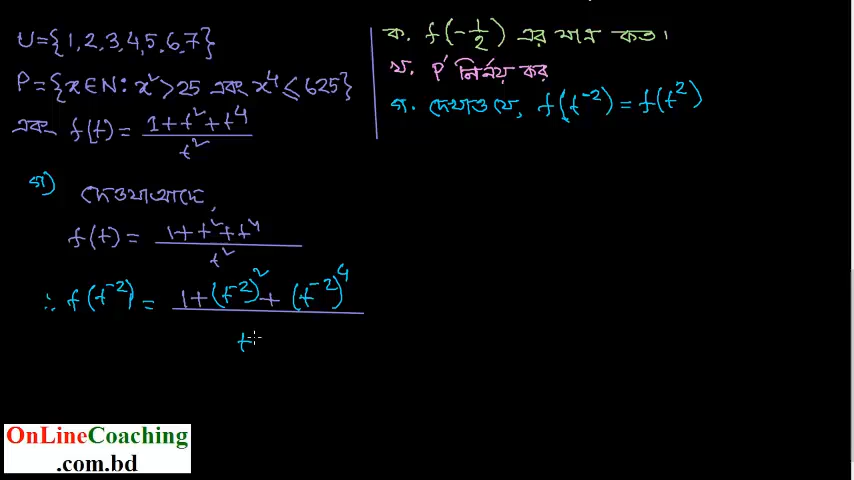 U={1,2,3,4,5,6,7}
P={x∈N: x²>25 এবং x⁴≤625}
এবং f(t) = (1+t²+t⁴)/t²
ক. f(-1/2) এর মান কত।
খ. P′ নির্নয় কর
গ. দেখাও যে, f(t⁻²) = f(t²)
গ)
দেওয়া আছে,
f(t) = (1+t²+t⁴)/t²
∴ f(t⁻²) = 1+(t⁻²)²+(t⁻²)⁴
t
OnLineCoaching
.com.bd